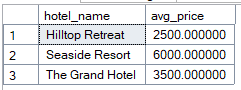 hotel_name avg_price
1 Hilltop Retreat 2500.000000
2 Seaside Resort 6000.000000
3 The Grand Hotel 3500.000000